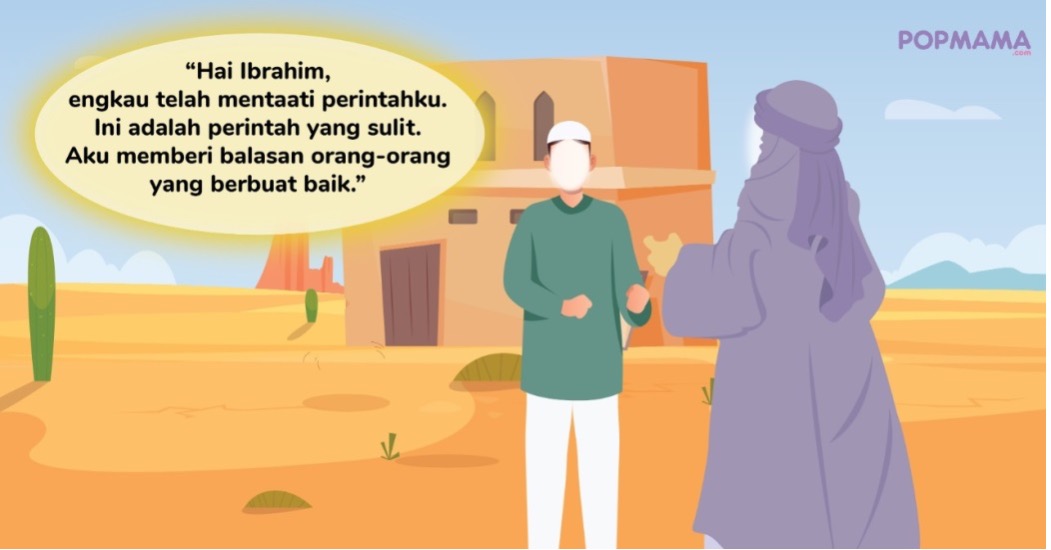 “Hai Ibrahim,
engkau telah mentaati perintahku.
Ini adalah perintah yang sulit.
Aku memberi balasan orang-orang
yang berbuat baik.”
POPMAMA
.com